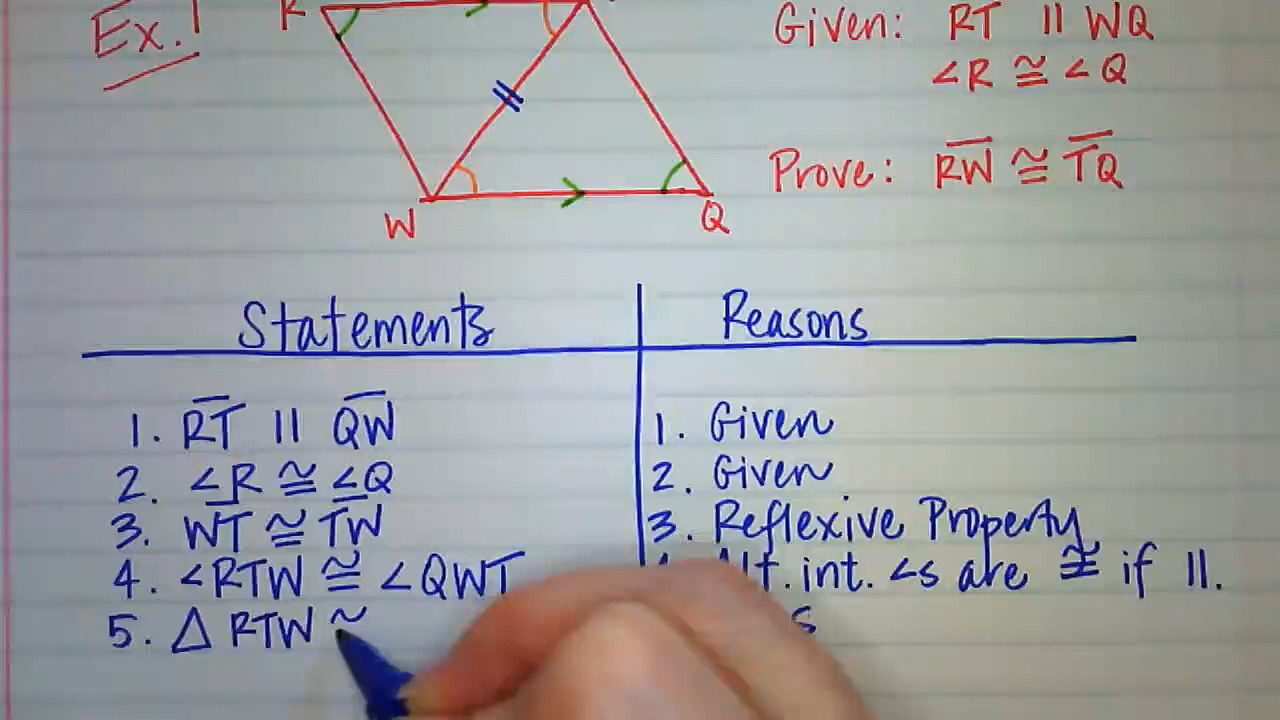 Ex. 1
R
Given: RT || WQ
∠R ≅ ∠Q
Prove: RW ≅ TQ
W
Q
Statements
Reasons
1. RT || QW
1. Given
2. ∠R ≅ ∠Q
2. Given
3. WT ≅ TW
3. Reflexive Property
4. ∠RTW ≅ ∠QWT
Alt. int. ∠s are ≅ if ||.
5. △ RTW ~